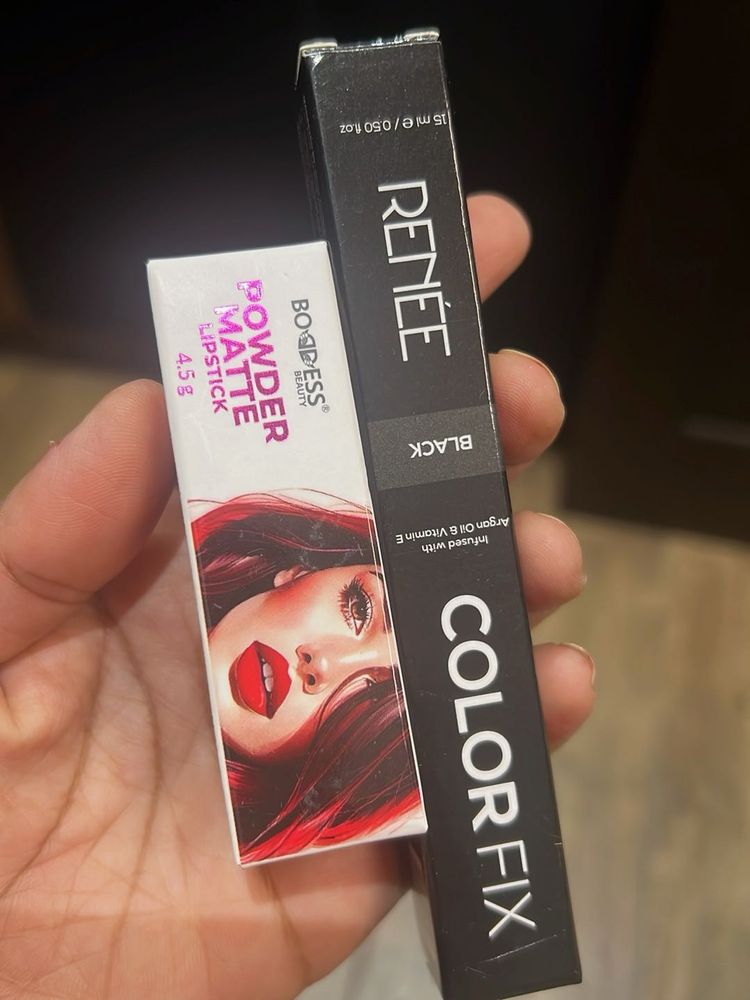 BODDESS®
BEAUTY
POWDER
MATTE
LIPSTICK
4.5 g
15 ml ℮ / 0.50 fl.oz
RENÉE
BLACK
Infused with
Argan Oil & Vitamin E
COLOR FIX